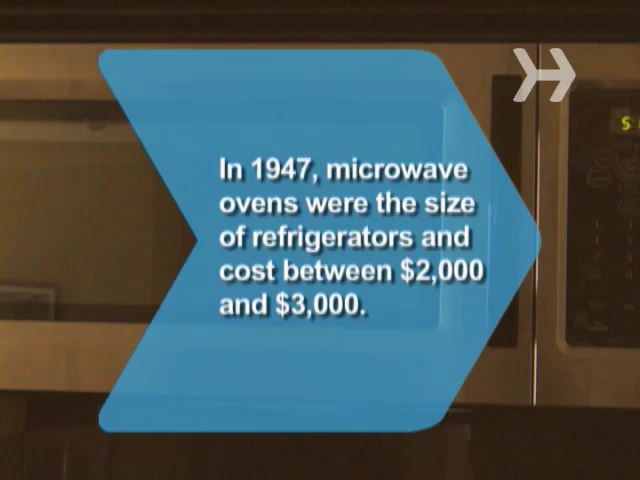 In 1947, microwave
ovens were the size
of refrigerators and
cost between $2,000
and $3,000.